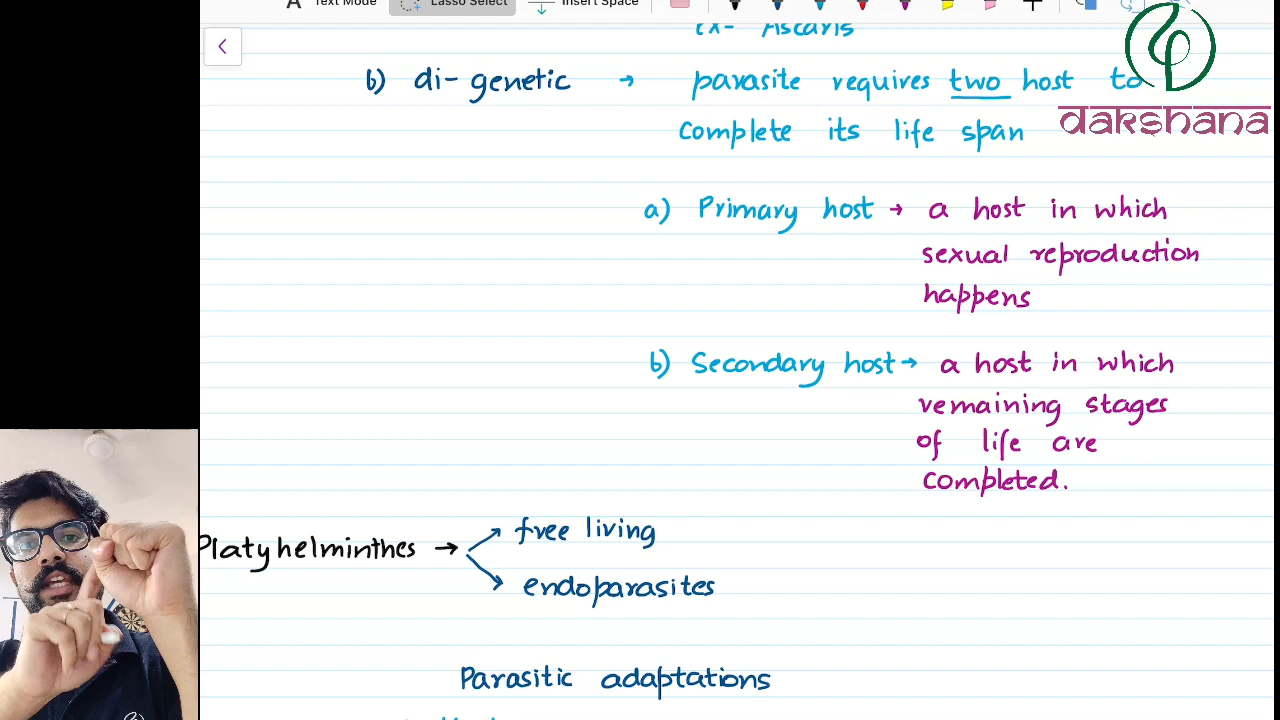 A Text Mode Lasso Select Insert Space
ex- Ascaris
b) di-genetic → parasite requires two host to
complete its life span
dakshana
a) Primary host → a host in which
sexual reproduction
happens
b) Secondary host → a host in which
remaining stages
of life are
completed.
Platyhelminthes → free living
endoparasites
Parasitic adaptations